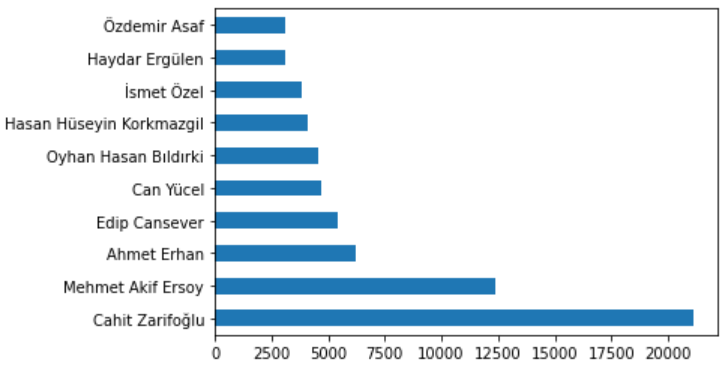 Özdemir Asaf
Haydar Ergülen
İsmet Özel
Hasan Hüseyin Korkmazgil
Oyhan Hasan Bıldırki
Can Yücel
Edip Cansever
Ahmet Erhan
Mehmet Akif Ersoy
Cahit Zarifoğlu
0 2500 5000 7500 10000 12500 15000 17500 20000